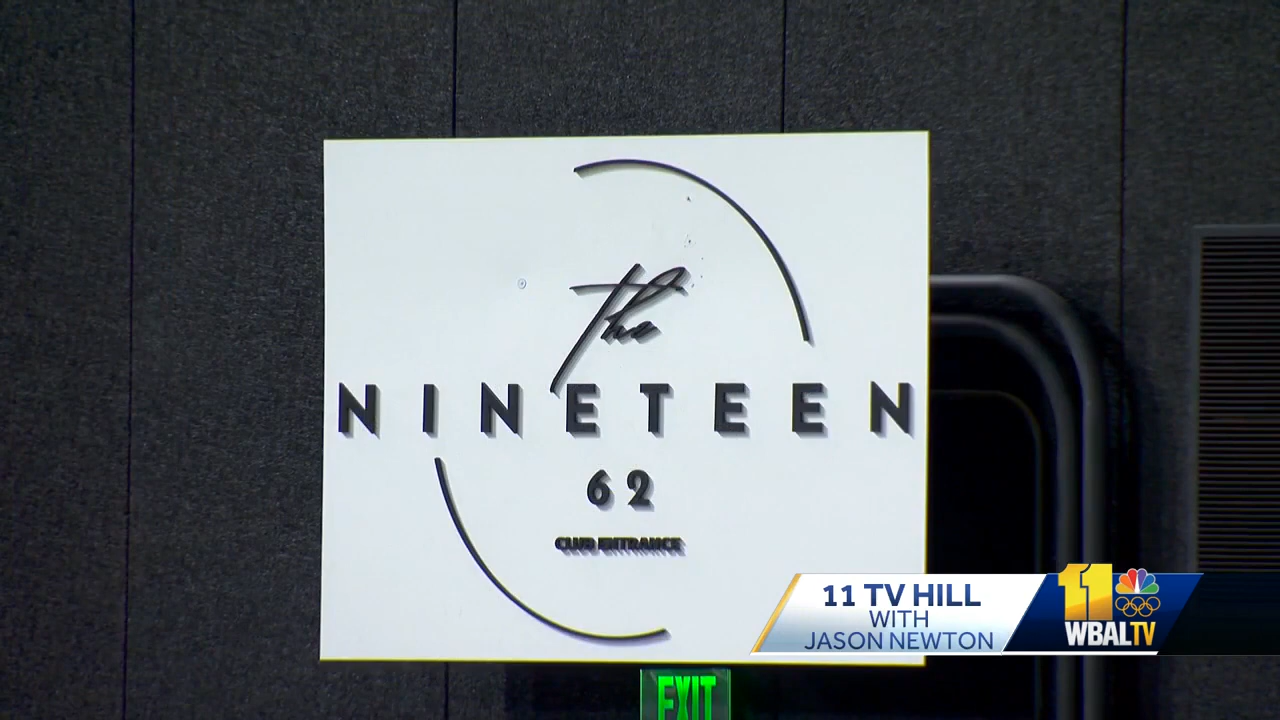 the
NINETEEN
62
CLUB ENTRANCE
11 TV HILL
WITH
JASON NEWTON
11
WBALTV
EXIT